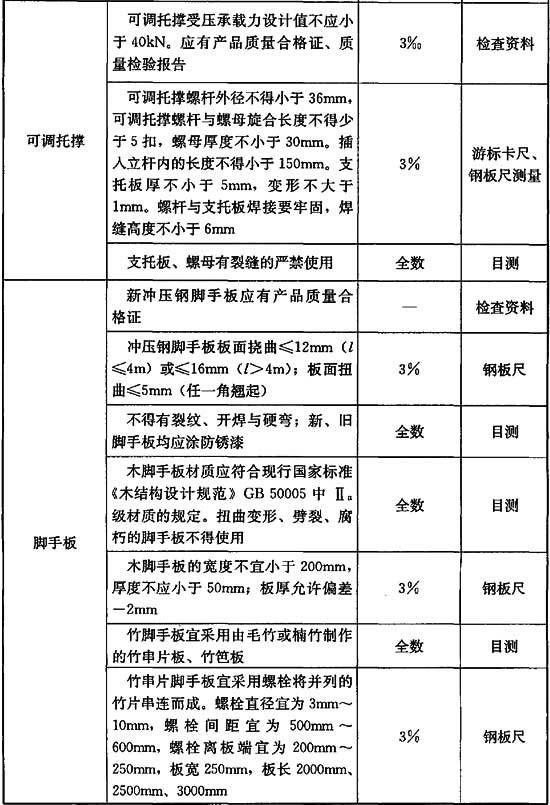 可调托撑
可调托撑受压承载力设计值不应小
于 40kN。应有产品质量合格证、质
量检验报告
3‰
检查资料
可调托撑螺杆外径不得小于 36mm，
可调托撑螺杆与螺母旋合长度不得少
于 5 扣，螺母厚度不小于 30mm。插
入立杆内的长度不得小于 150mm。支
托板厚不小于 5mm，变形不大于
1mm。螺杆与支托板焊接要牢固，焊
缝高度不小于 6mm
3%
游标卡尺、
钢板尺测量
支托板、螺母有裂缝的严禁使用
全数
目测
脚手板
新冲压钢脚手板应有产品质量合
格证
—
检查资料
冲压钢脚手板板面挠曲≤12mm（l
≤4m）或≤16mm（l＞4m）；板面扭
曲≤5mm（任一角翘起）
3%
钢板尺
不得有裂纹、开焊与硬弯；新、旧
脚手板均应涂防锈漆
全数
目测
木脚手板材质应符合现行国家标准
《木结构设计规范》GB 50005 中 Ⅱa
级材质的规定。扭曲变形、劈裂、腐
朽的脚手板不得使用
全数
目测
木脚手板的宽度不宜小于 200mm，
厚度不应小于 50mm；板厚允许偏差
－2mm
3%
钢板尺
竹脚手板宜采用由毛竹或楠竹制作
的竹串片板、竹笆板
全数
目测
竹串片脚手板宜采用螺栓将并列的
竹片串连而成。螺栓直径宜为 3mm～
10mm，螺栓间距宜为 500mm～
600mm，螺栓离板端宜为 200mm～
250mm，板宽 250mm，板长 2000mm、
2500mm、3000mm
3%
钢板尺